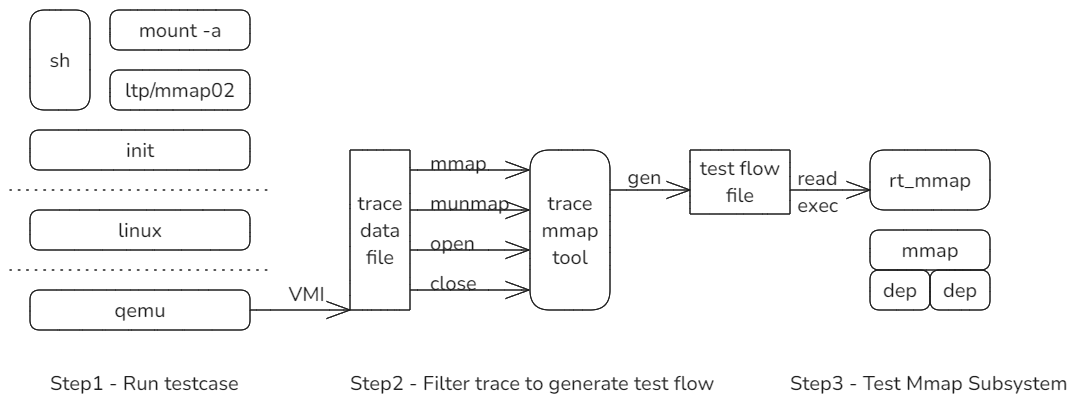 sh
mount -a
ltp/mmap02
init
linux
qemu
VMI
trace
data
file
mmap
munmap
open
close
trace
mmap
tool
gen
test flow
file
read
exec
rt_mmap
mmap
dep
dep
Step1 - Run testcase
Step2 - Filter trace to generate test flow
Step3 - Test Mmap Subsystem